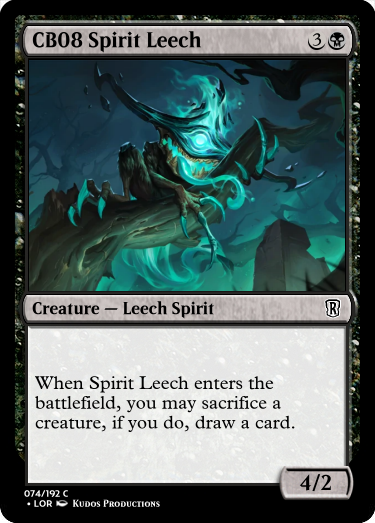 CB08 Spirit Leech 3
Creature — Leech Spirit R
When Spirit Leech enters the
battlefield, you may sacrifice a
creature, if you do, draw a card.
4/2
074/192 C
• LOR Kudos Productions